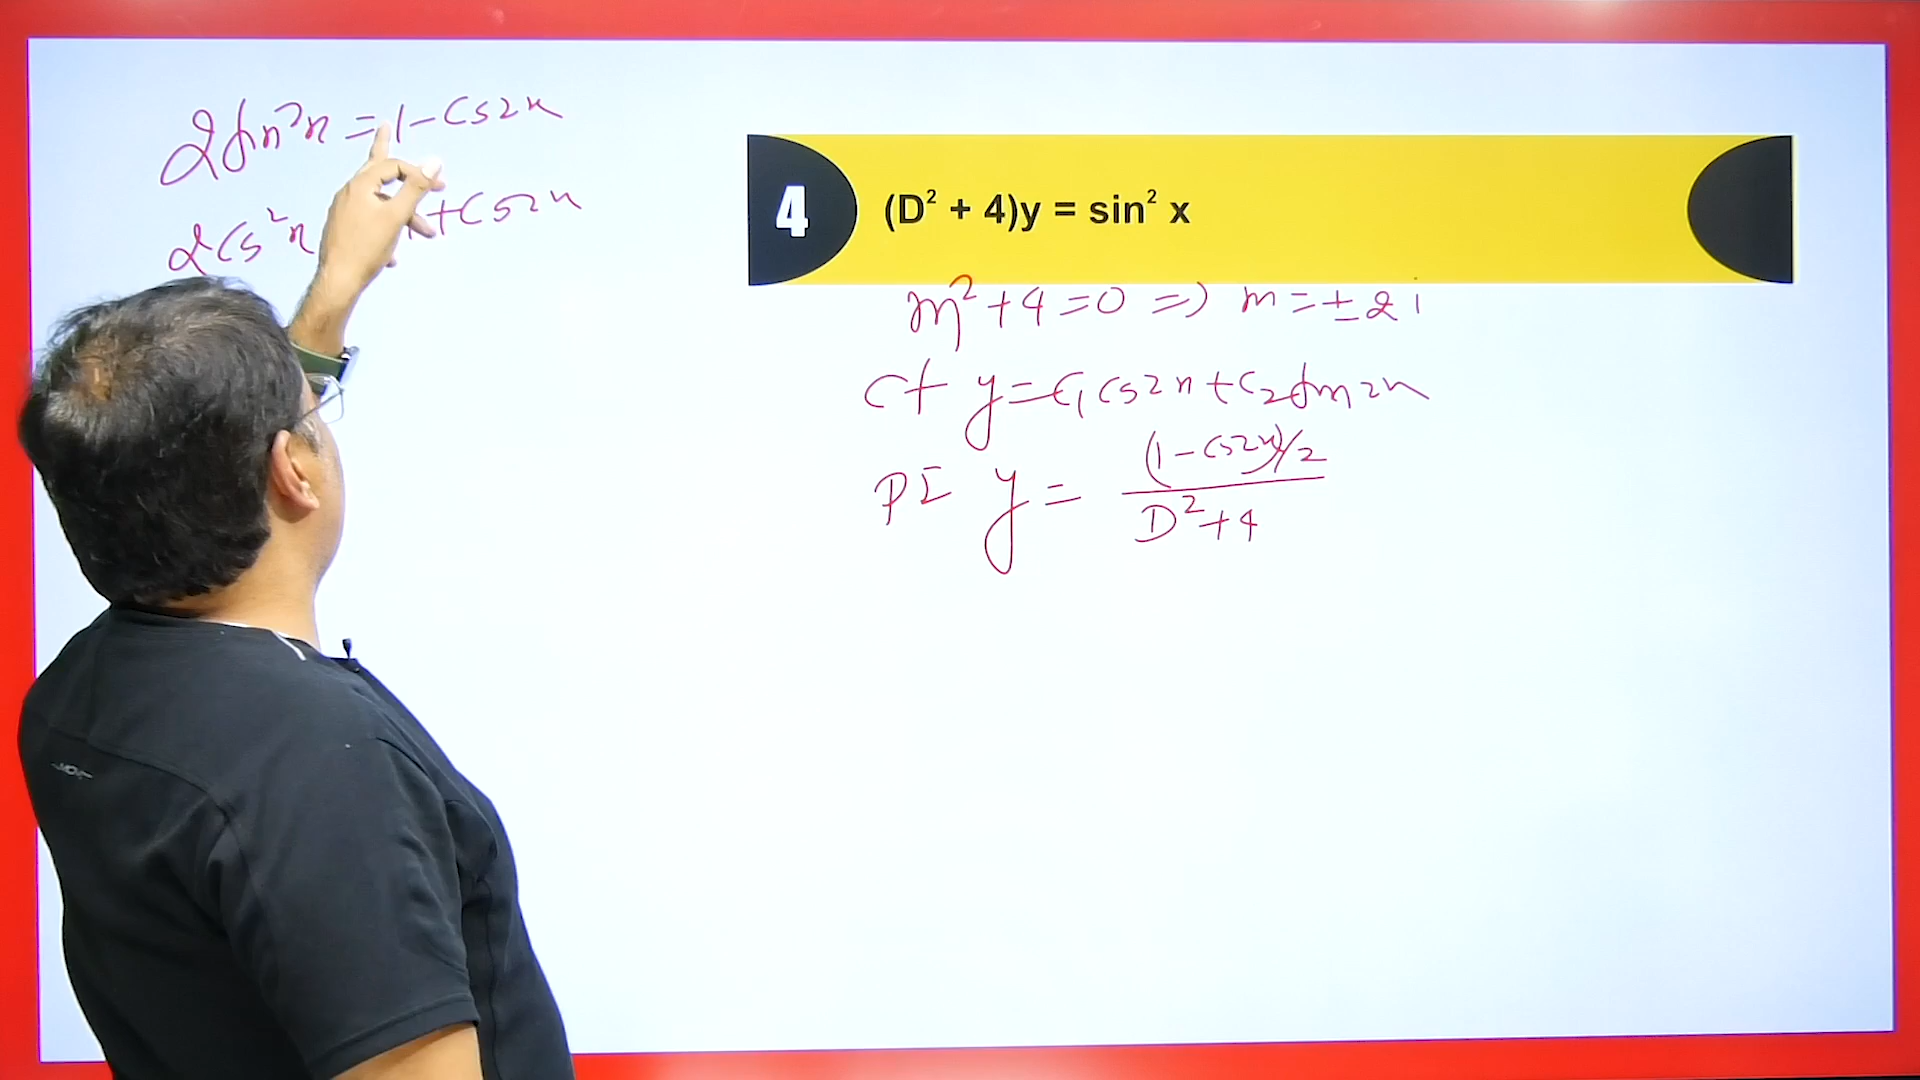 2sin²x = 1 - cos2x
2cos²x 1 + cos2x
4 (D² + 4)y = sin² x
m² + 4 = 0 => m = ± 2i
CF y = C₁cos2x + C₂sin2x
PI y = (1 - cos2x)/2
D² + 4